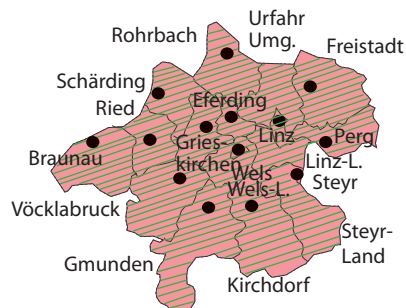 Urfahr
Umg.
Rohrbach
Freistadt
Schärding
Ried
Eferding
Linz
Perg
Gries-
kirchen
Braunau
Linz-L.
Wels
Wels-L.
Steyr
Vöcklabruck
Steyr-
Land
Gmunden
Kirchdorf